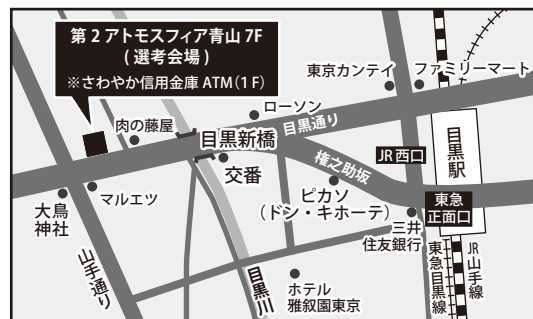 第2アトモスフィア青山 7F
(選考会場)
※さわやか信用金庫 ATM(1F)
東京カンテイ
ファミリーマート
ローソン
目黒通り
肉の藤屋
目黒新橋
目黒駅
JR西口
権之助坂
交番
マルエツ
大鳥
神社
ピカソ
(ドン・キホーテ)
東急
正面口
三井
住友銀行
山手通り
目黒川
ホテル
雅叙園東京
東急目黒線
JR山手線